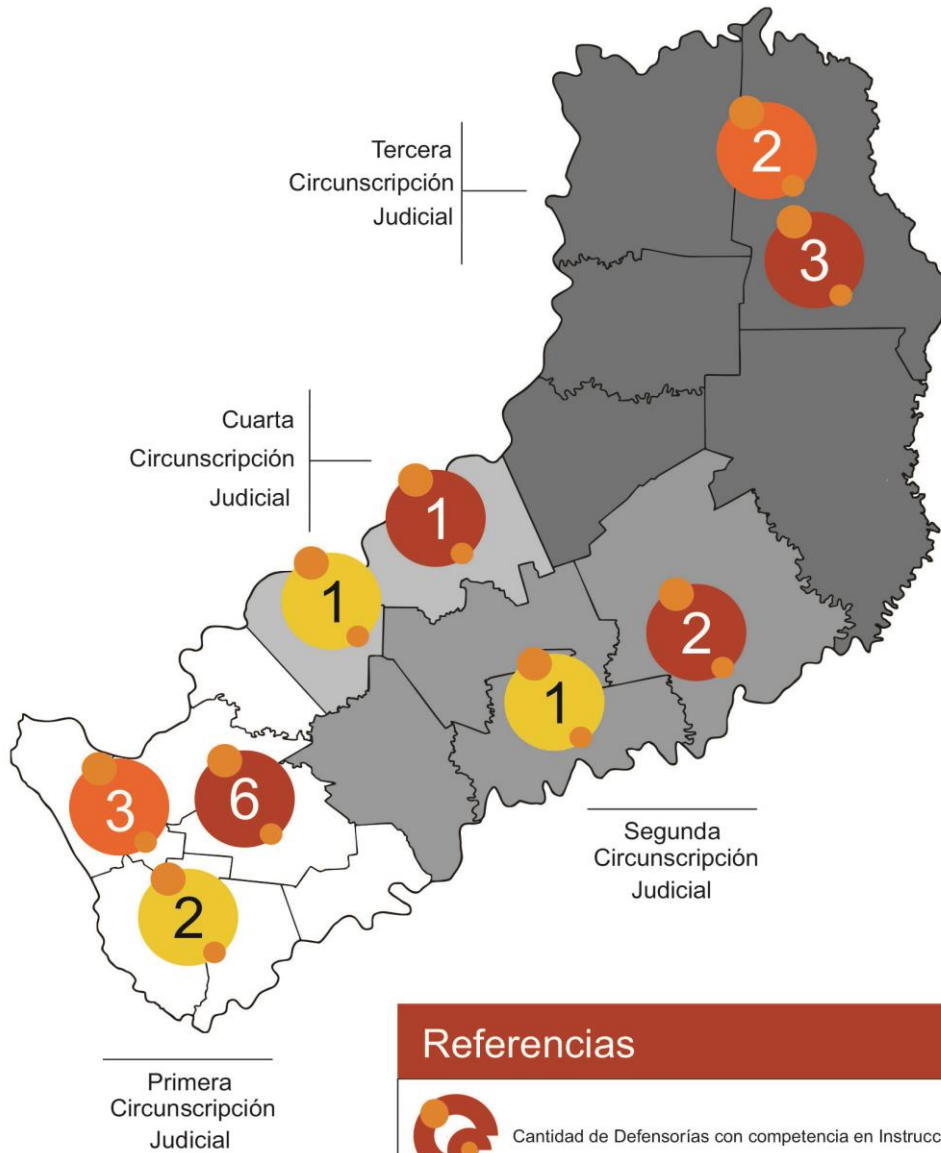 Tercera
Circunscripción
Judicial
2
3
Cuarta
Circunscripción
Judicial
1
1
2
1
3
6
2
Segunda
Circunscripción
Judicial
Primera
Circunscripción
Judicial
Referencias
Cantidad de Defensorías con competencia en